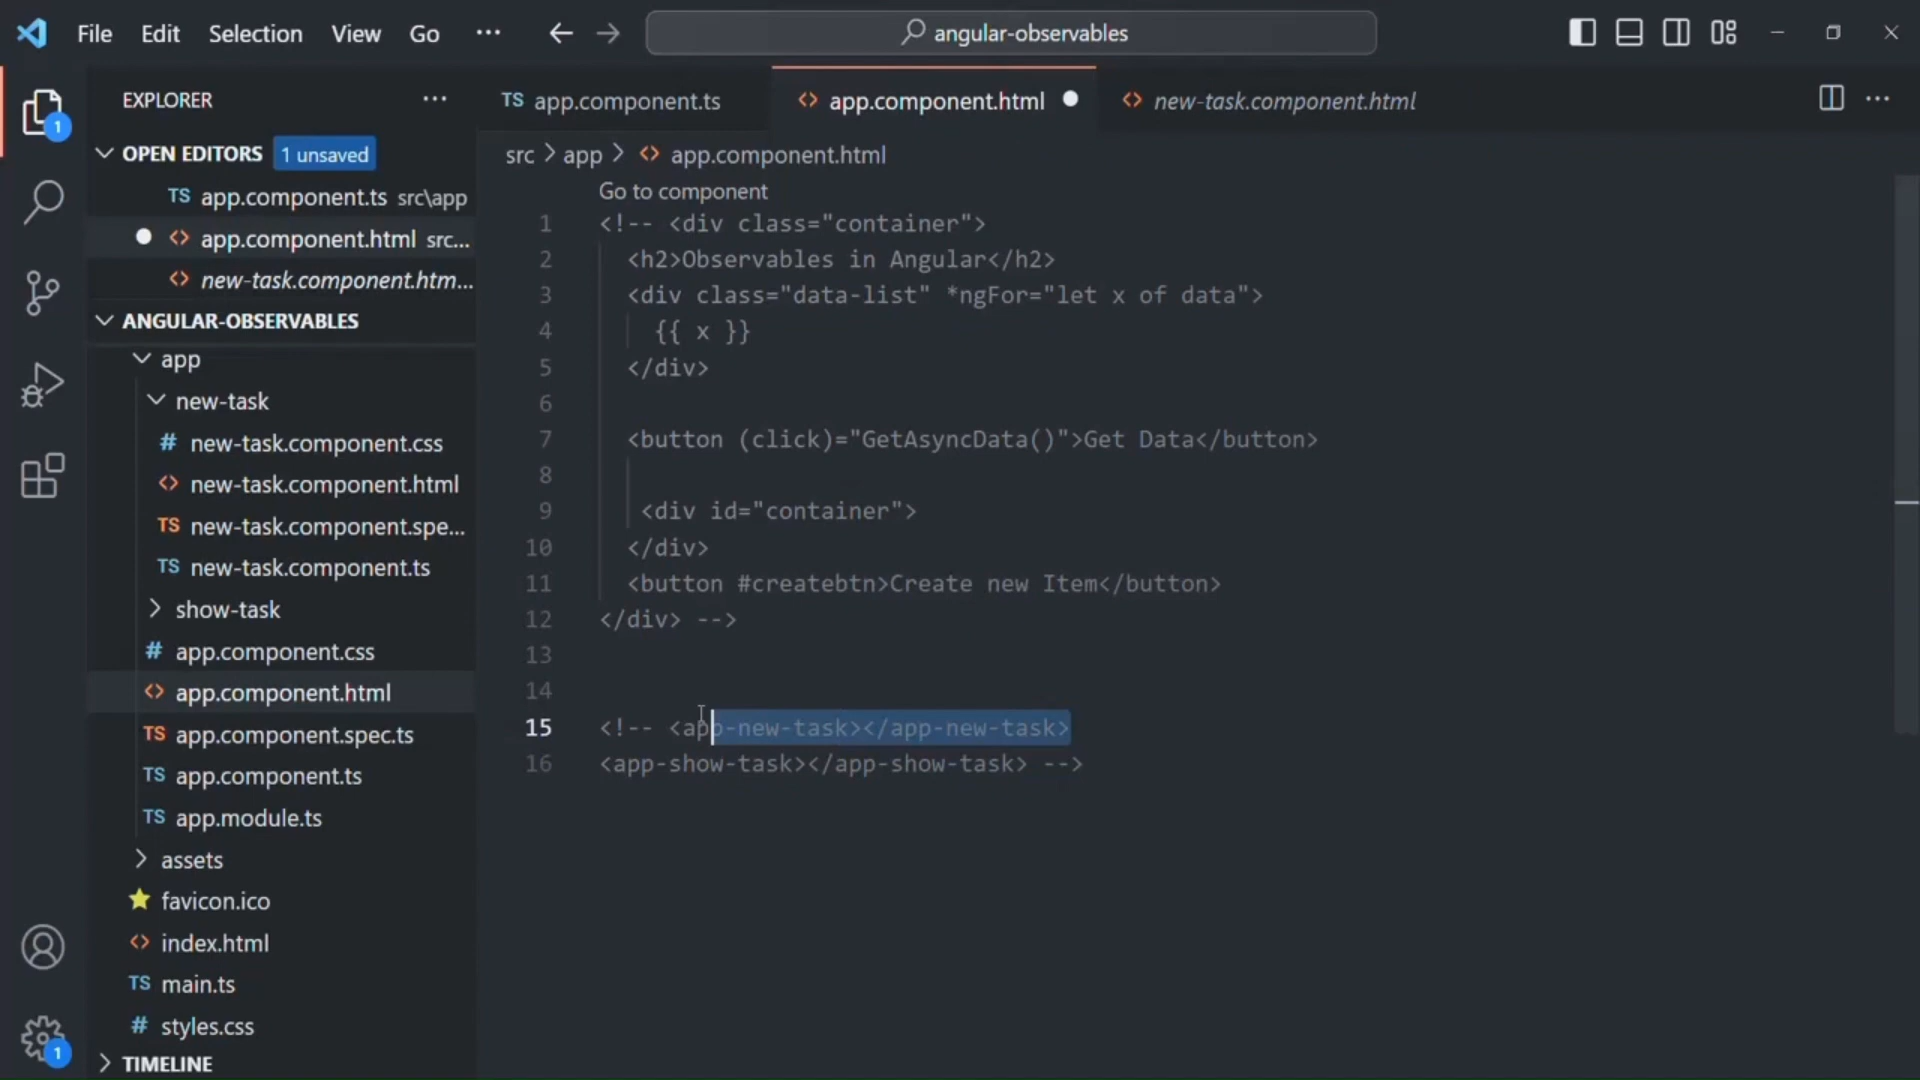 File Edit Selection View Go ··· angular-observables
EXPLORER ···
OPEN EDITORS 1 unsaved
TS app.component.ts src\app
<> app.component.html src...
<> new-task.component.htm...
ANGULAR-OBSERVABLES
app
new-task
# new-task.component.css
<> new-task.component.html
TS new-task.component.spe...
TS new-task.component.ts
show-task
# app.component.css
<> app.component.html
TS app.component.spec.ts
TS app.component.ts
TS app.module.ts
assets
favicon.ico
<> index.html
TS main.ts
# styles.css
TIMELINE
1
1
TS app.component.ts <> app.component.html <> new-task.component.html
src > app > <> app.component.html
Go to component
1 <!-- <div class="container">
2 <h2>Observables in Angular</h2>
3 <div class="data-list" *ngFor="let x of data">
4 {{ x }}
5 </div>
6
7 <button (click)="GetAsyncData()">Get Data</button>
8
9 <div id="container">
10 </div>
11 <button #createbtn>Create new Item</button>
12 </div> -->
13
14
15 <!-- <app-new-task></app-new-task>
16 <app-show-task></app-show-task> -->